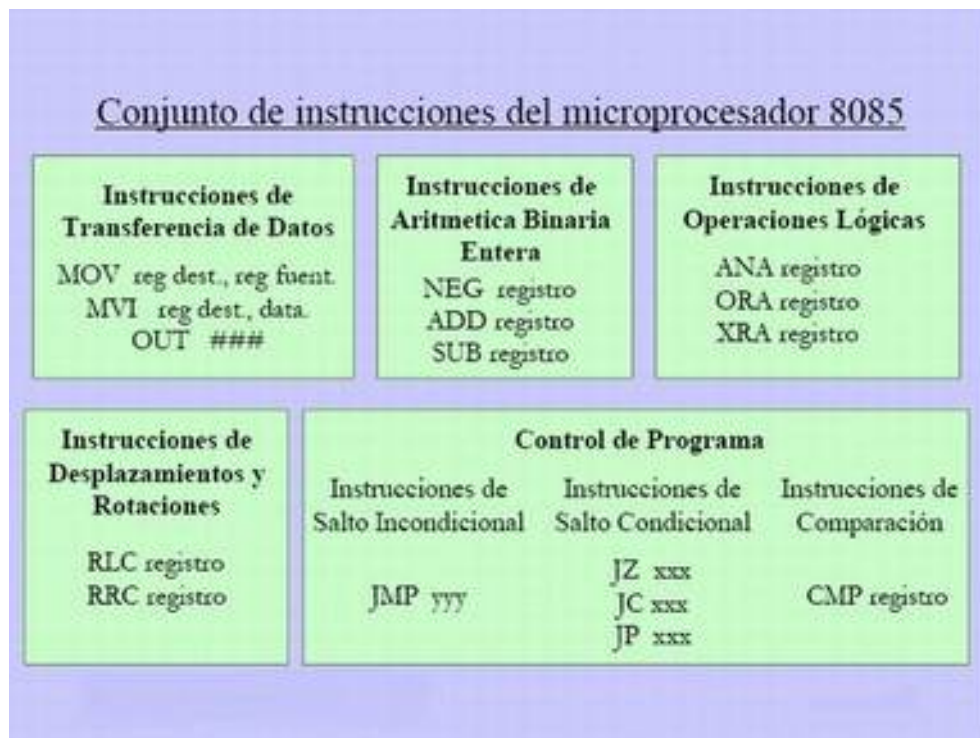 Conjunto de instrucciones del microprocesador 8085
Instrucciones de
Transferencia de Datos
MOV reg dest., reg fuent.
MVI reg dest., data.
OUT ###
Instrucciones de
Aritmetica Binaria
Entera
NEG registro
ADD registro
SUB registro
Instrucciones de
Operaciones Lógicas
ANA registro
ORA registro
XRA registro
Instrucciones de
Desplazamientos y
Rotaciones
RLC registro
RRC registro
Control de Programa
Instrucciones de
Salto Incondicional
JMP yyy
Instrucciones de
Salto Condicional
JZ xxx
JC xxx
JP xxx
Instrucciones de
Comparación
CMP registro